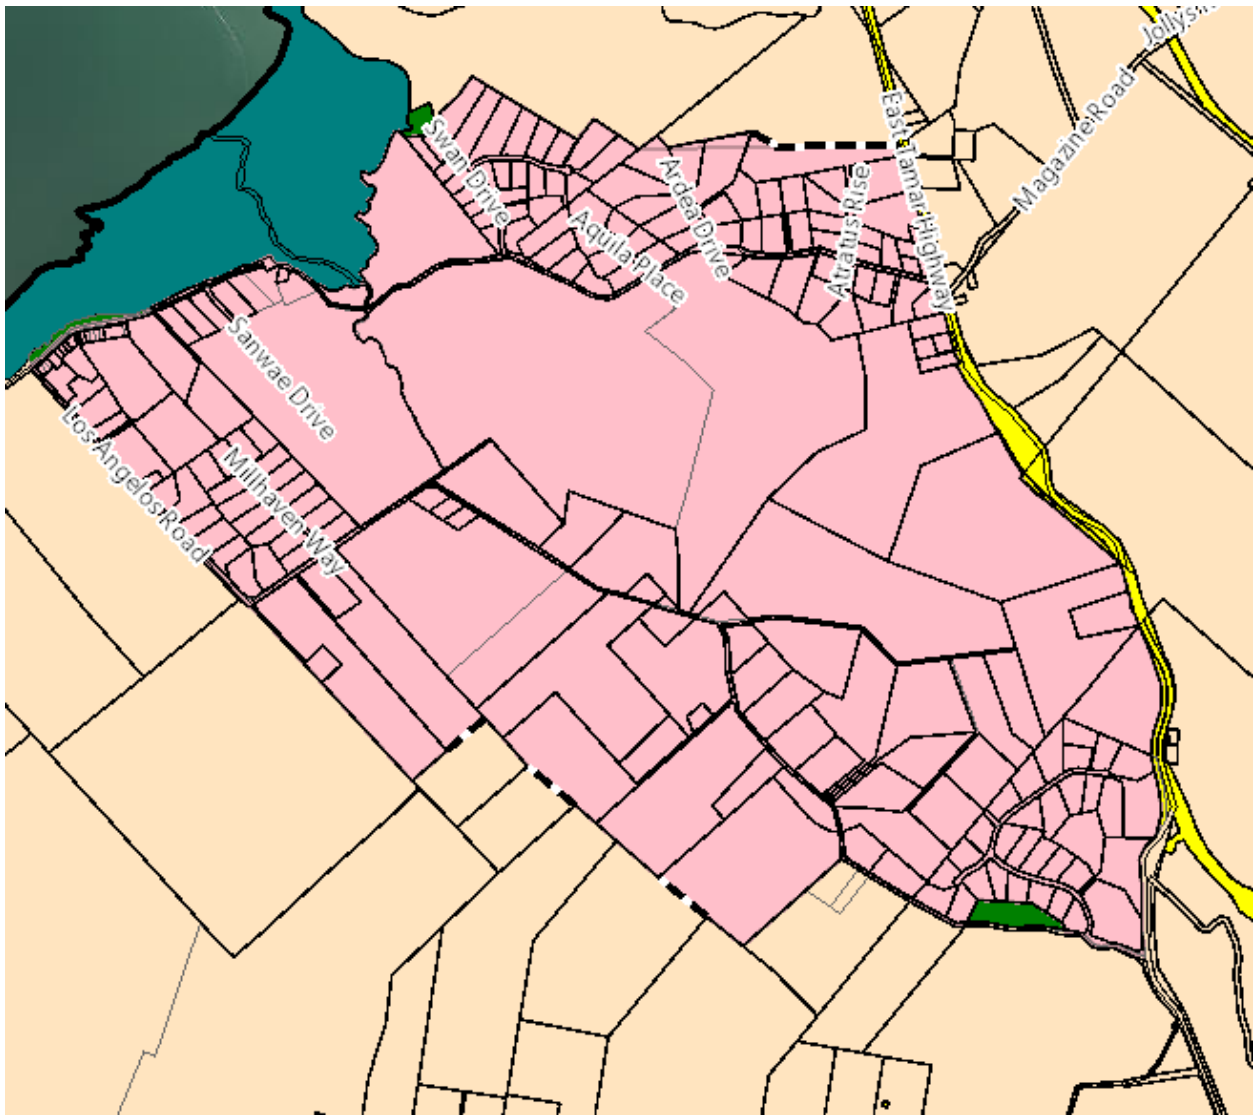 Jollys R
East Tamar Highway
Magazine Road
Swan Drive
Ardea Drive
Atratus Rise
Aquila Place
Sanwae Drive
Los Angelos Road
Millhaven Way